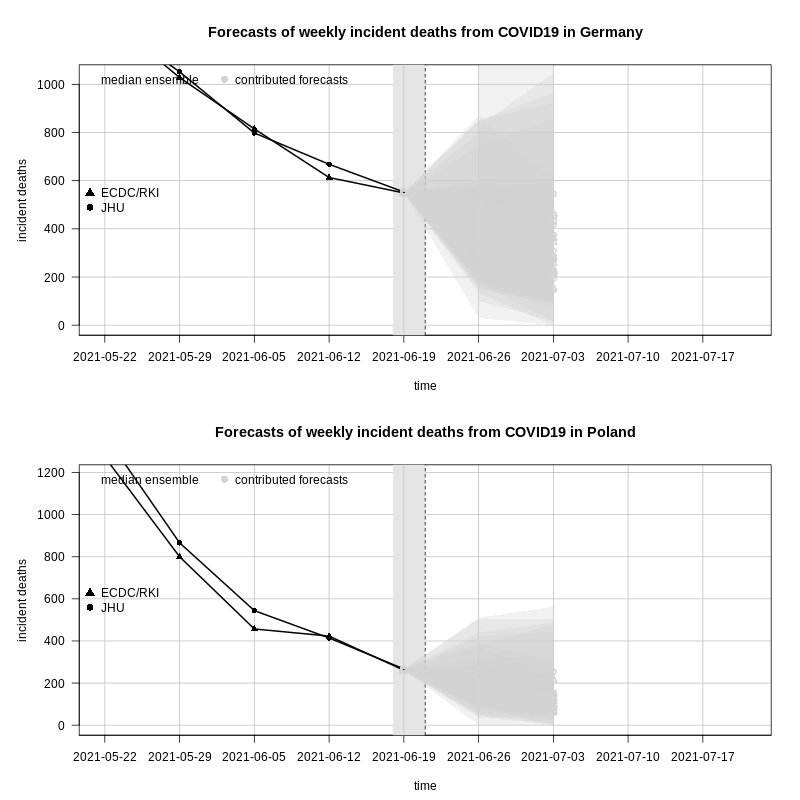 Forecasts of weekly incident deaths from COVID19 in Germany
median ensemble contributed forecasts
1000
800
600
400
200
0
incident deaths
ECDC/RKI
JHU
2021-05-22 2021-05-29 2021-06-05 2021-06-12 2021-06-19 2021-06-26 2021-07-03 2021-07-10 2021-07-17
time
Forecasts of weekly incident deaths from COVID19 in Poland
median ensemble contributed forecasts
1200
1000
800
600
400
200
0
incident deaths
ECDC/RKI
JHU
2021-05-22 2021-05-29 2021-06-05 2021-06-12 2021-06-19 2021-06-26 2021-07-03 2021-07-10 2021-07-17
time